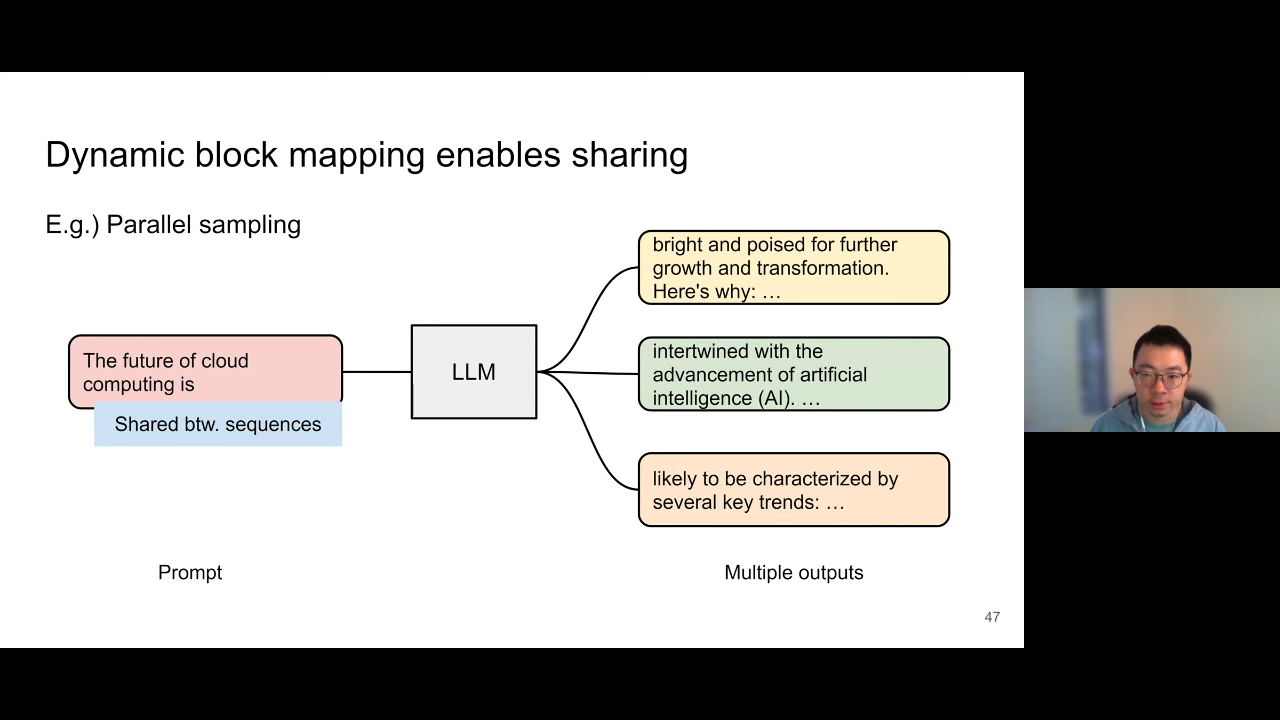 Dynamic block mapping enables sharing
E.g.) Parallel sampling
bright and poised for further
growth and transformation.
Here's why: …
The future of cloud
computing is
Shared btw. sequences
LLM
intertwined with the
advancement of artificial
intelligence (AI). …
likely to be characterized by
several key trends: …
Prompt
Multiple outputs
47